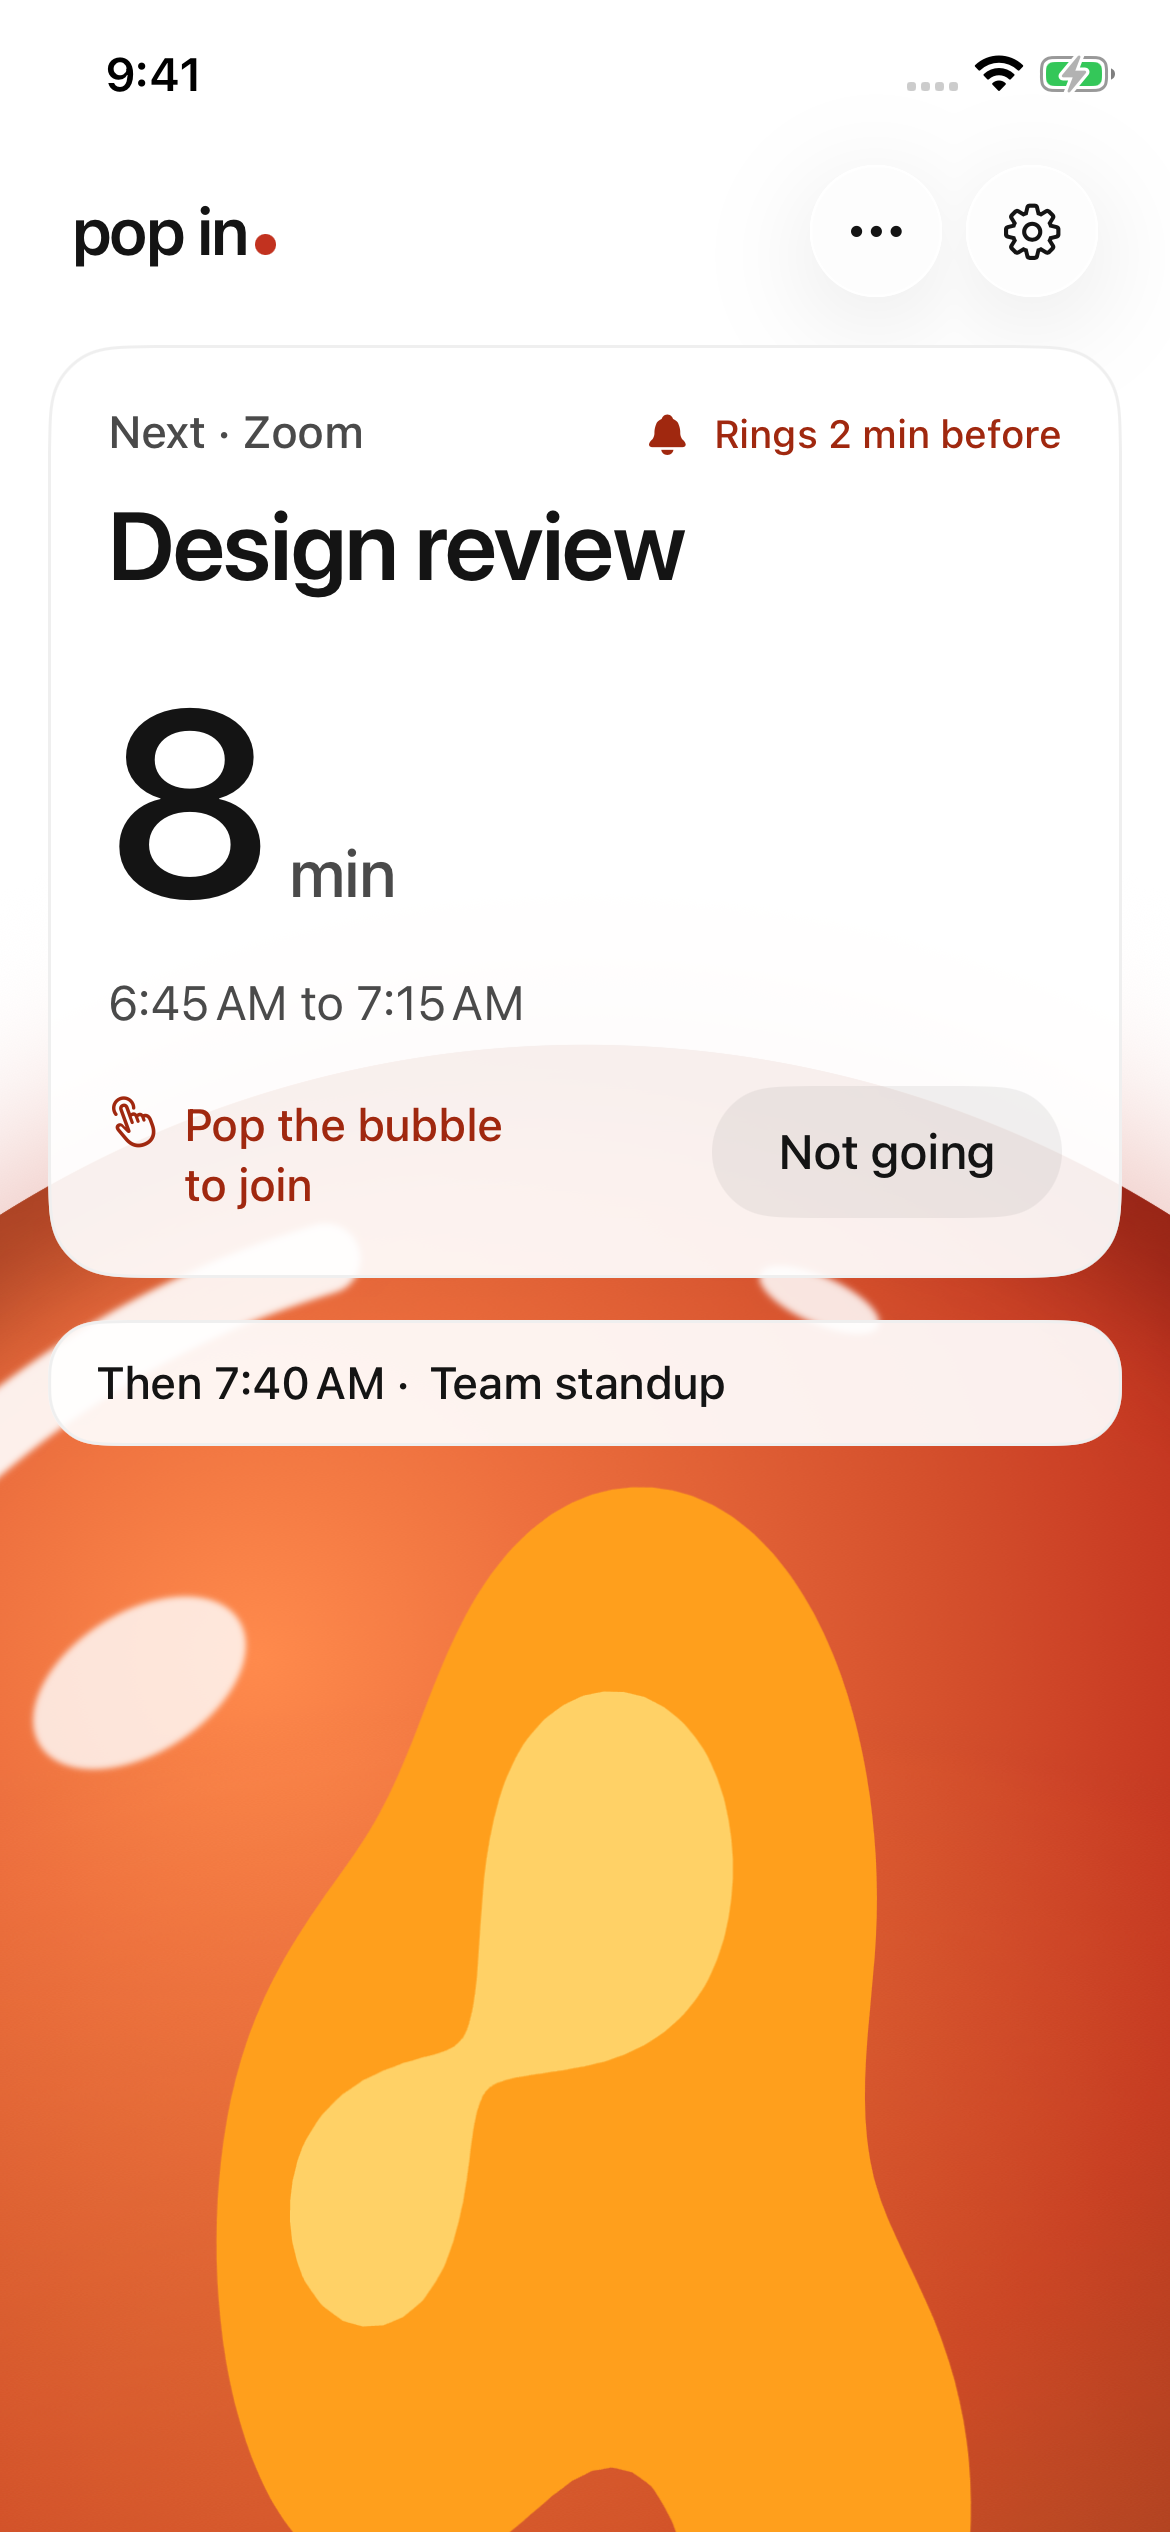 9:41
pop in.
Next · Zoom
Rings 2 min before
Design review
8 min
6:45 AM to 7:15 AM
Pop the bubble
to join
Not going
Then 7:40 AM · Team standup